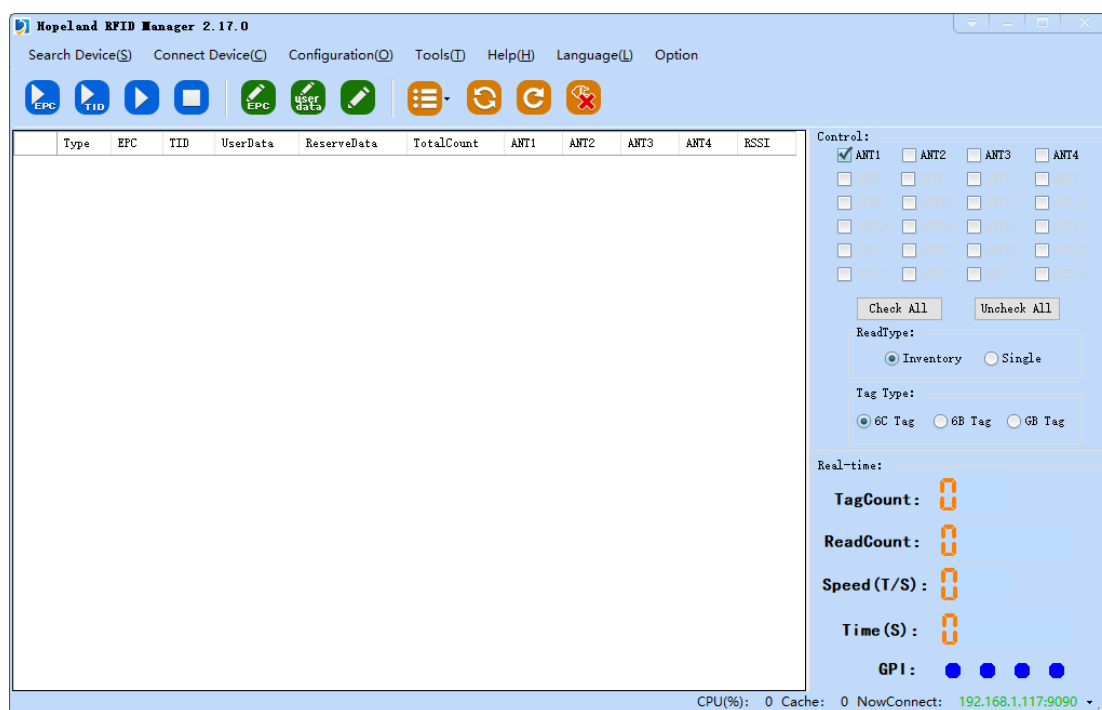 Hopeland RFID Manager 2.17.0
Search Device(S) Connect Device(C) Configuration(O) Tools(T) Help(H) Language(L) Option
EPC TID EPC user data
Type EPC TID UserData ReserveData TotalCount ANT1 ANT2 ANT3 ANT4 RSSI
Control:
ANT1 ANT2 ANT3 ANT4
Check All Uncheck All
ReadType:
Inventory Single
Tag Type:
6C Tag 6B Tag GB Tag
Real-time:
TagCount: 0
ReadCount: 0
Speed(T/S): 0
Time(S): 0
GPI:
CPU(%): 0 Cache: 0 NowConnect: 192.168.1.117:9090